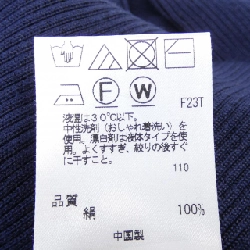 F W
F23T
液温は30℃以下。
中性洗剤(おしゃれ着洗い)を
使用。漂白剤は液体タイプを使
用。よくすすぎ、絞りの後すぐ
に干すこと。
110
品質
絹 100%
中国製